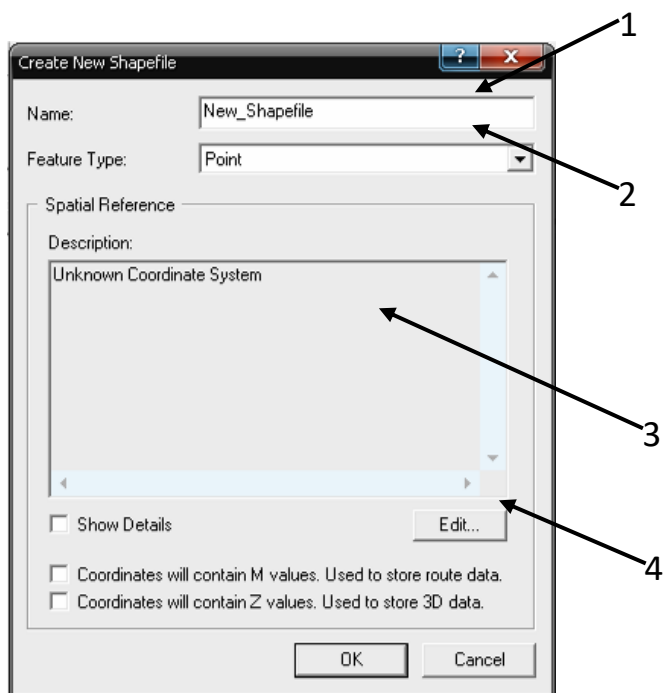 1
Create New Shapefile ? X
Name: New_Shapefile
Feature Type: Point
2
Spatial Reference
Description:
Unknown Coordinate System
3
Show Details Edit...
4
Coordinates will contain M values. Used to store route data.
Coordinates will contain Z values. Used to store 3D data.
OK Cancel